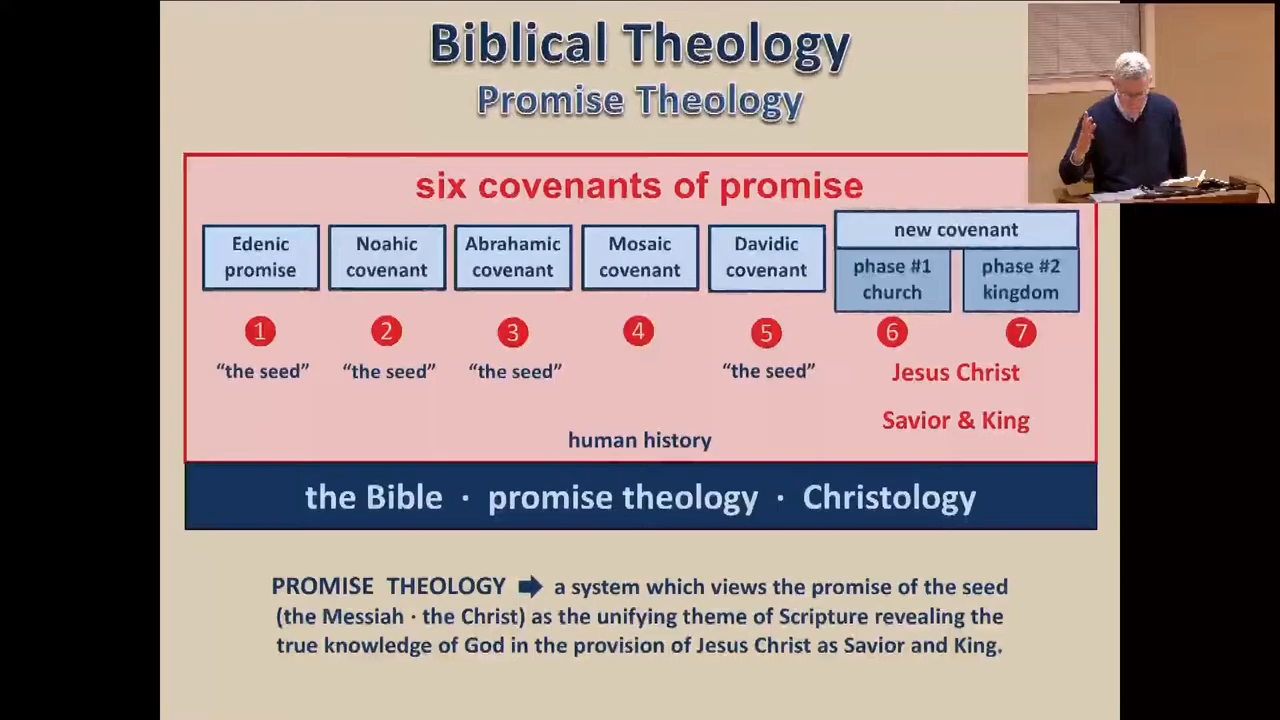 Biblical Theology
Promise Theology
six covenants of promise
Edenic
promise
Noahic
covenant
Abrahamic
covenant
Mosaic
covenant
Davidic
covenant
new covenant
phase #1
church
phase #2
kingdom
1
2
3
4
5
6
7
“the seed”
“the seed”
“the seed”
“the seed”
Jesus Christ
Savior & King
human history
the Bible · promise theology · Christology
PROMISE THEOLOGY ➡ a system which views the promise of the seed
(the Messiah · the Christ) as the unifying theme of Scripture revealing the
true knowledge of God in the provision of Jesus Christ as Savior and King.